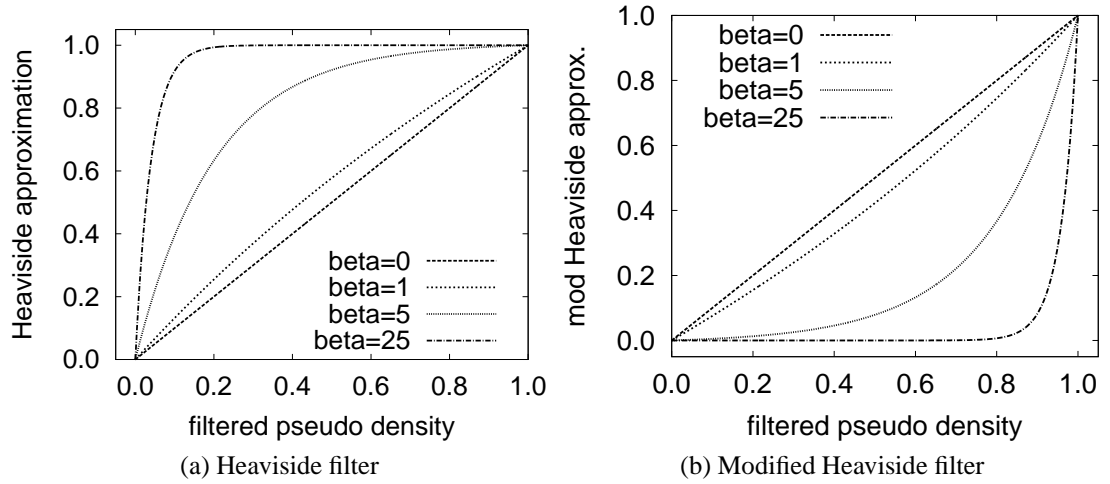 Heaviside approximation
1.0
0.8
0.6
0.4
0.2
0.0
beta=0
beta=1
beta=5
beta=25
0.0 0.2 0.4 0.6 0.8 1.0
filtered pseudo density
(a) Heaviside filter
mod Heaviside approx.
1.0
0.8
0.6
0.4
0.2
0.0
beta=0
beta=1
beta=5
beta=25
0.0 0.2 0.4 0.6 0.8 1.0
filtered pseudo density
(b) Modified Heaviside filter